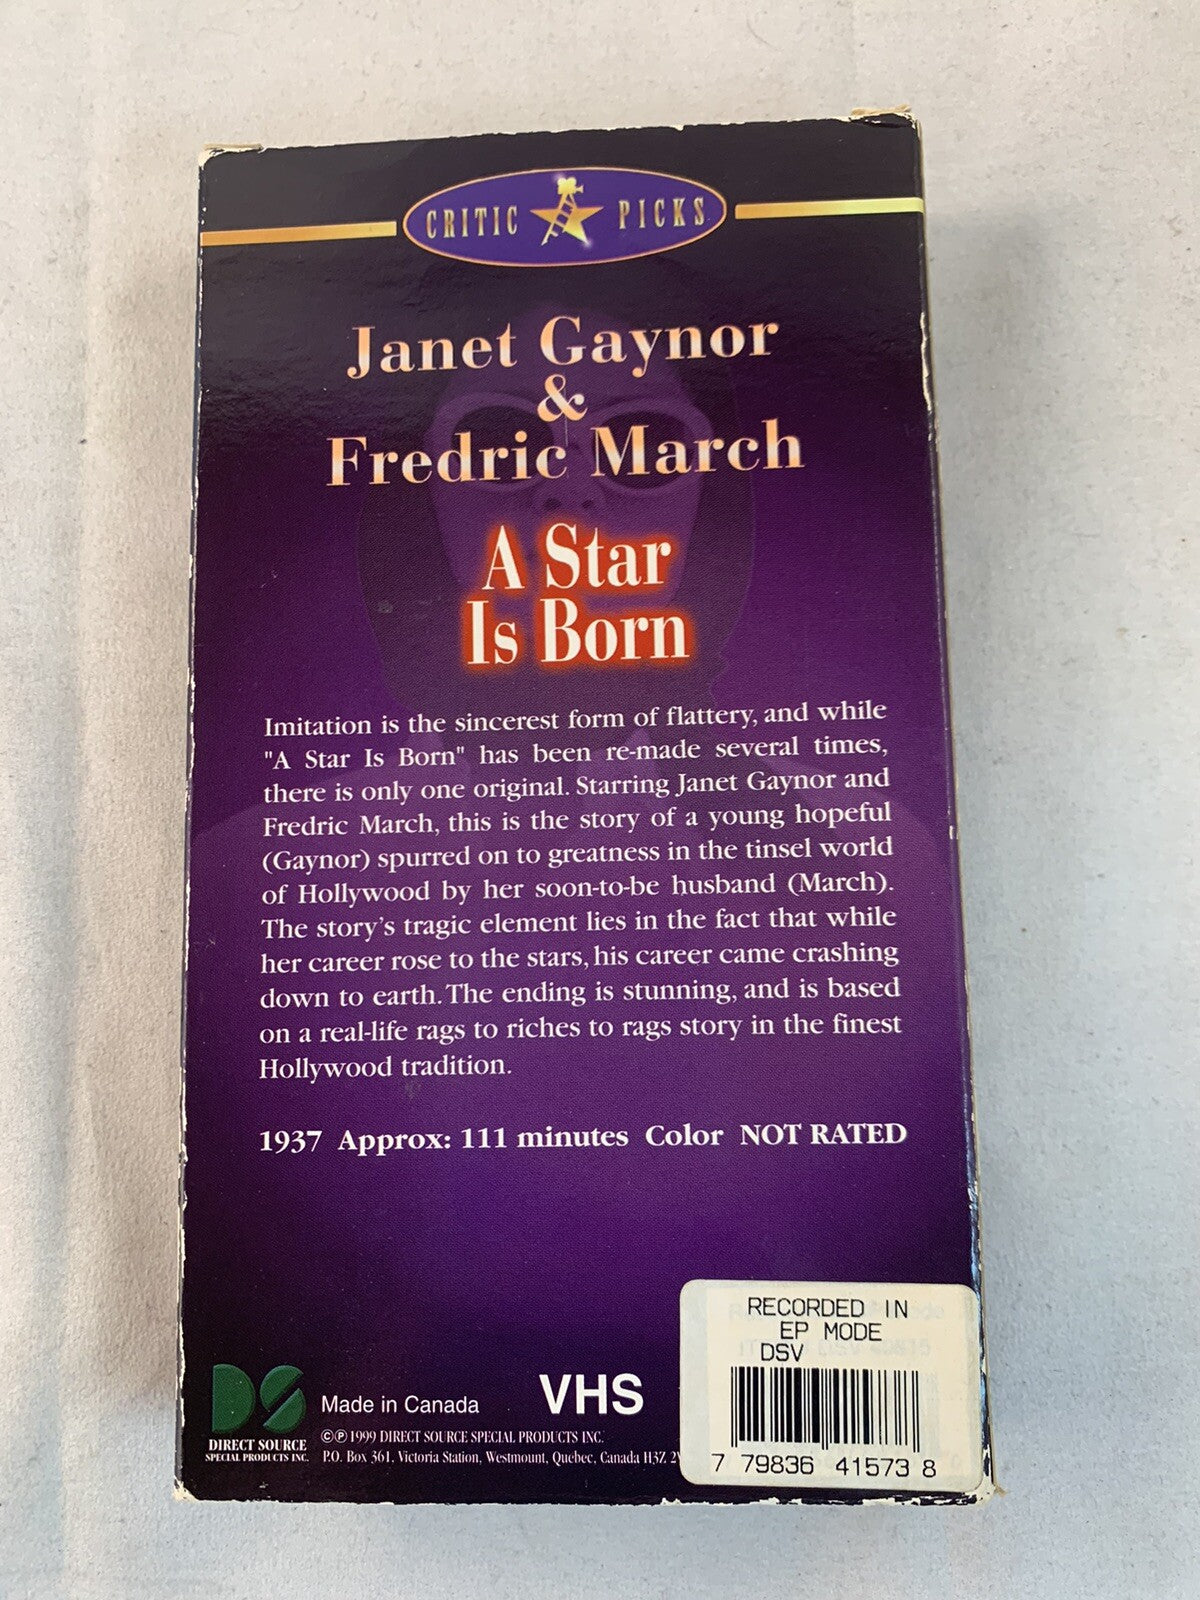 CRITIC PICKS
Janet Gaynor
&
Fredric March
A Star
Is Born
Imitation is the sincerest form of flattery, and while
"A Star Is Born" has been re-made several times,
there is only one original. Starring Janet Gaynor and
Fredric March, this is the story of a young hopeful
(Gaynor) spurred on to greatness in the tinsel world
of Hollywood by her soon-to-be husband (March).
The story's tragic element lies in the fact that while
her career rose to the stars, his career came crashing
down to earth. The ending is stunning, and is based
on a real-life rags to riches to rags story in the finest
Hollywood tradition.
1937 Approx: 111 minutes Color NOT RATED
RECORDED IN
EP MODE
DSV
7 79836 41573 8
DS
DIRECT SOURCE
SPECIAL PRODUCTS INC.
Made in Canada
VHS
©℗ 1999 DIRECT SOURCE SPECIAL PRODUCTS INC.
P.O. Box 361, Victoria Station, Westmount, Quebec, Canada H3Z